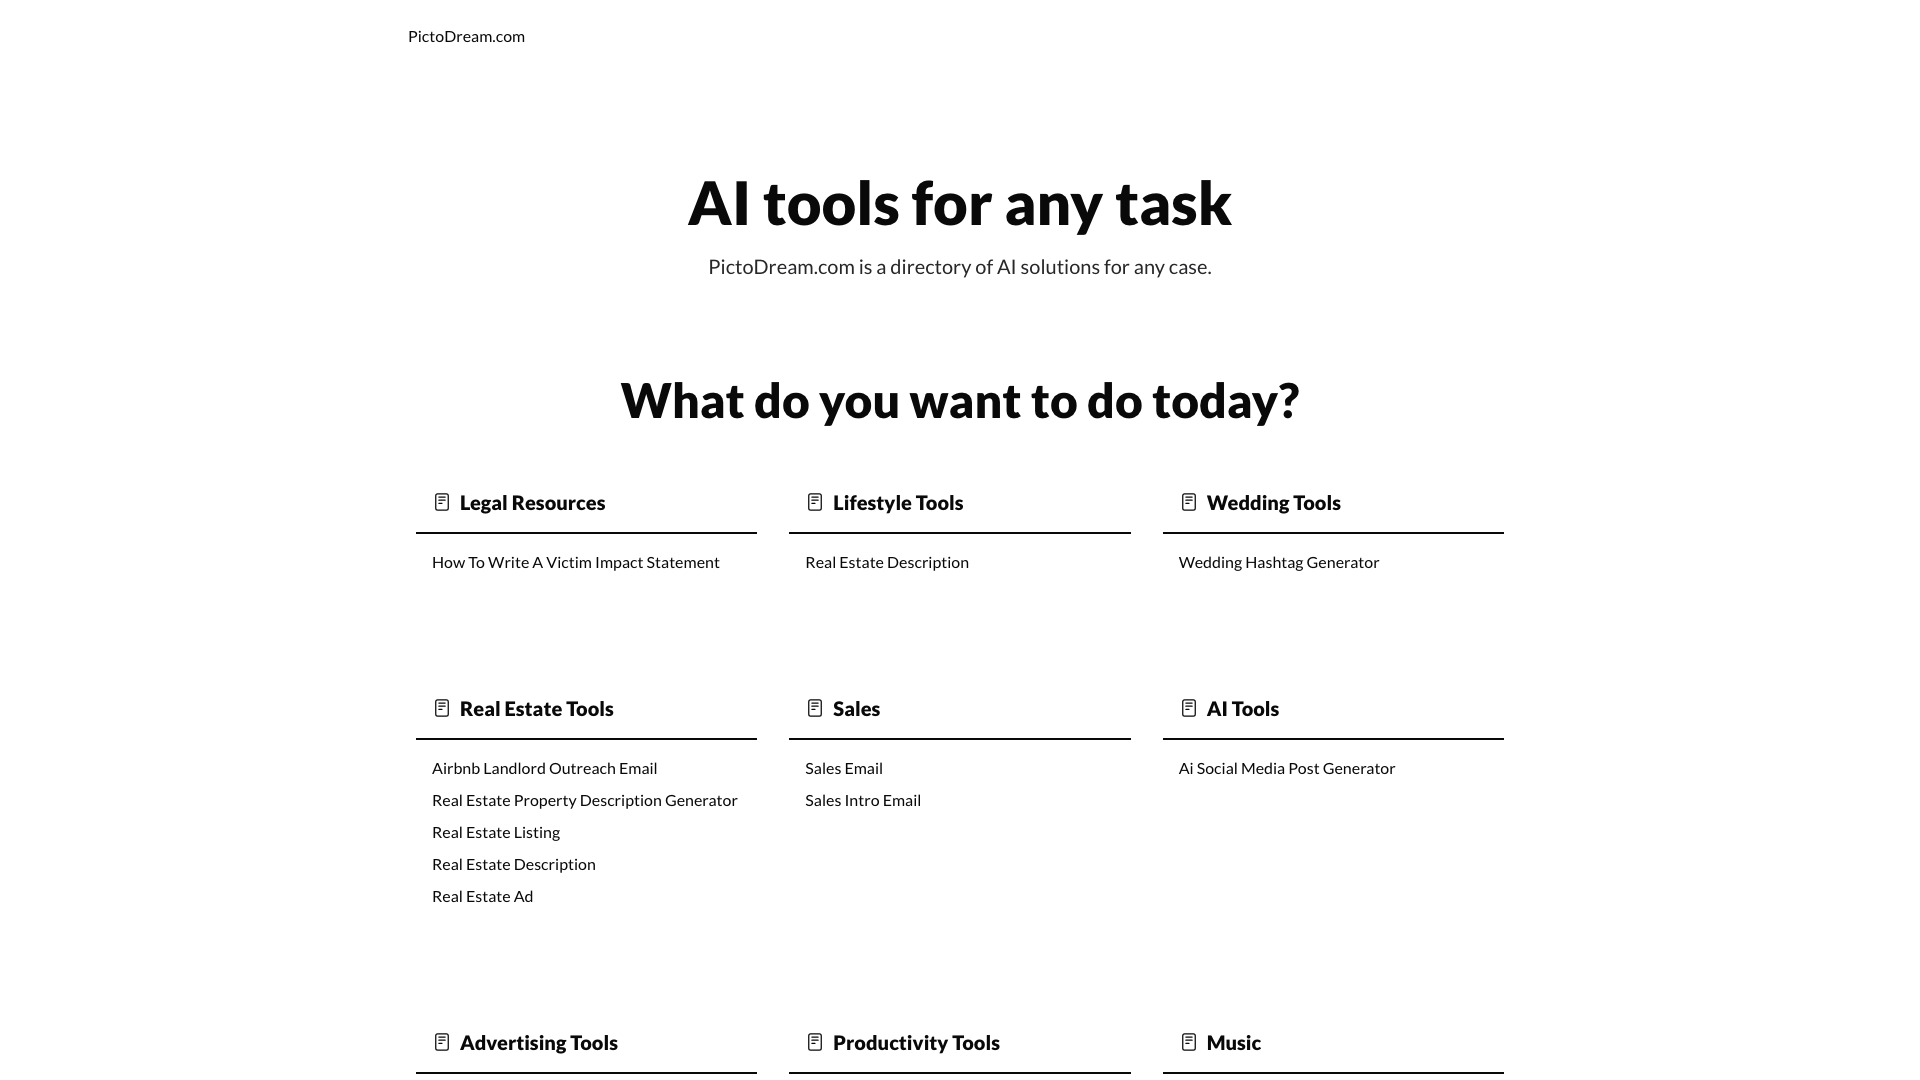 PictoDream.com
AI tools for any task
PictoDream.com is a directory of AI solutions for any case.
What do you want to do today?
Legal Resources
How To Write A Victim Impact Statement
Lifestyle Tools
Real Estate Description
Wedding Tools
Wedding Hashtag Generator
Real Estate Tools
Airbnb Landlord Outreach Email
Real Estate Property Description Generator
Real Estate Listing
Real Estate Description
Real Estate Ad
Sales
Sales Email
Sales Intro Email
AI Tools
Ai Social Media Post Generator
Advertising Tools
Productivity Tools
Music